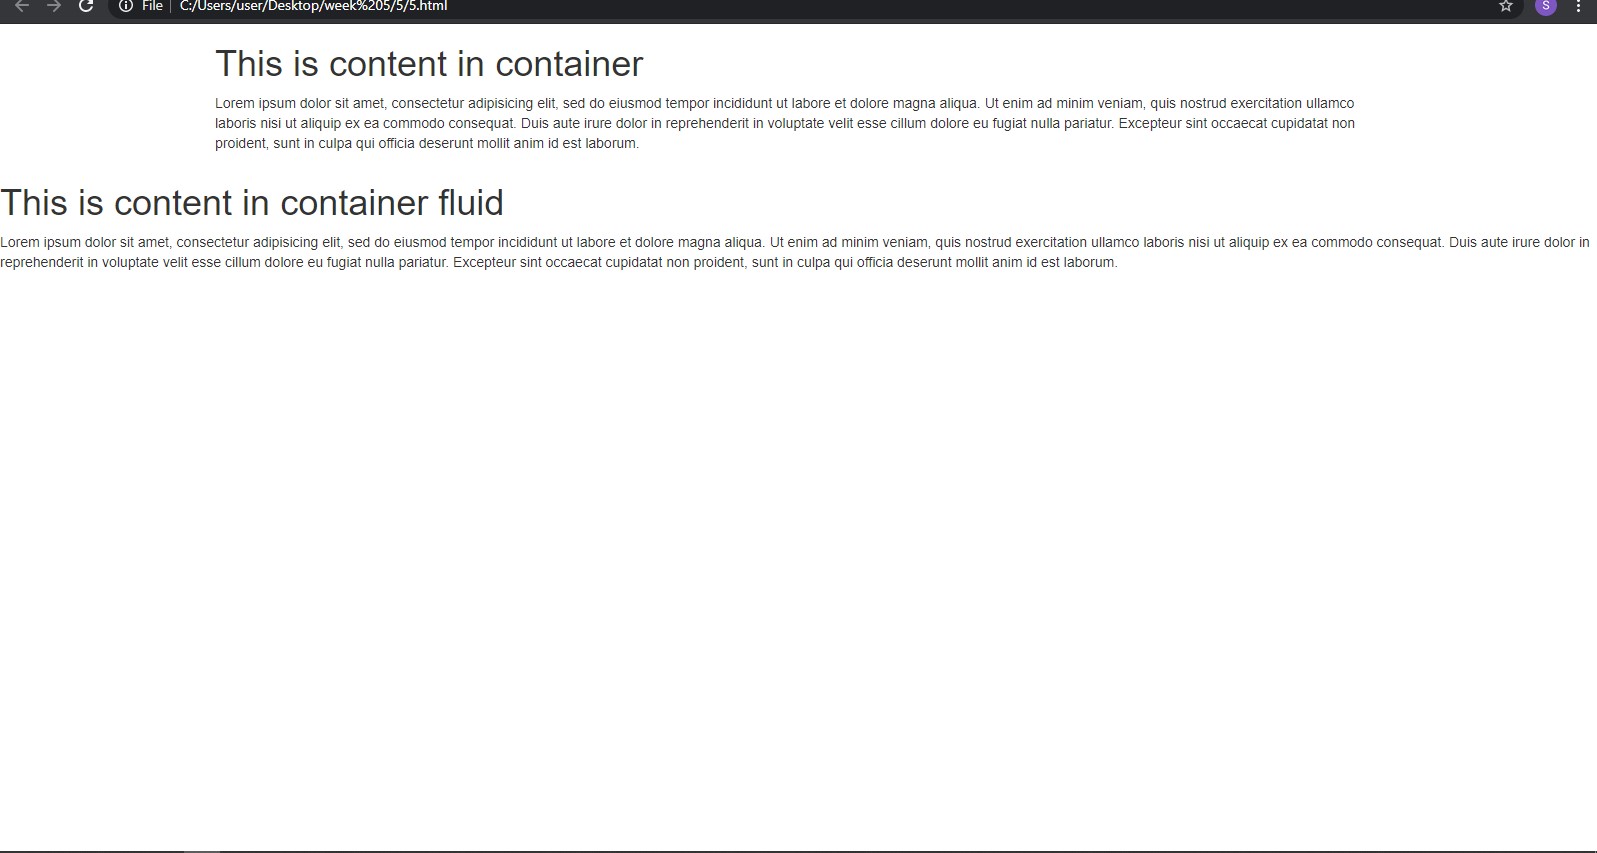 File | C:/Users/user/Desktop/week%205/5/5.html
S
This is content in container
Lorem ipsum dolor sit amet, consectetur adipisicing elit, sed do eiusmod tempor incididunt ut labore et dolore magna aliqua. Ut enim ad minim veniam, quis nostrud exercitation ullamco
laboris nisi ut aliquip ex ea commodo consequat. Duis aute irure dolor in reprehenderit in voluptate velit esse cillum dolore eu fugiat nulla pariatur. Excepteur sint occaecat cupidatat non
proident, sunt in culpa qui officia deserunt mollit anim id est laborum.
This is content in container fluid
Lorem ipsum dolor sit amet, consectetur adipisicing elit, sed do eiusmod tempor incididunt ut labore et dolore magna aliqua. Ut enim ad minim veniam, quis nostrud exercitation ullamco laboris nisi ut aliquip ex ea commodo consequat. Duis aute irure dolor in
reprehenderit in voluptate velit esse cillum dolore eu fugiat nulla pariatur. Excepteur sint occaecat cupidatat non proident, sunt in culpa qui officia deserunt mollit anim id est laborum.